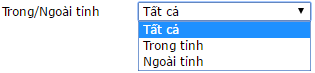 Trong/Ngoài tỉnh Tất cả
Tất cả
Trong tỉnh
Ngoài tỉnh